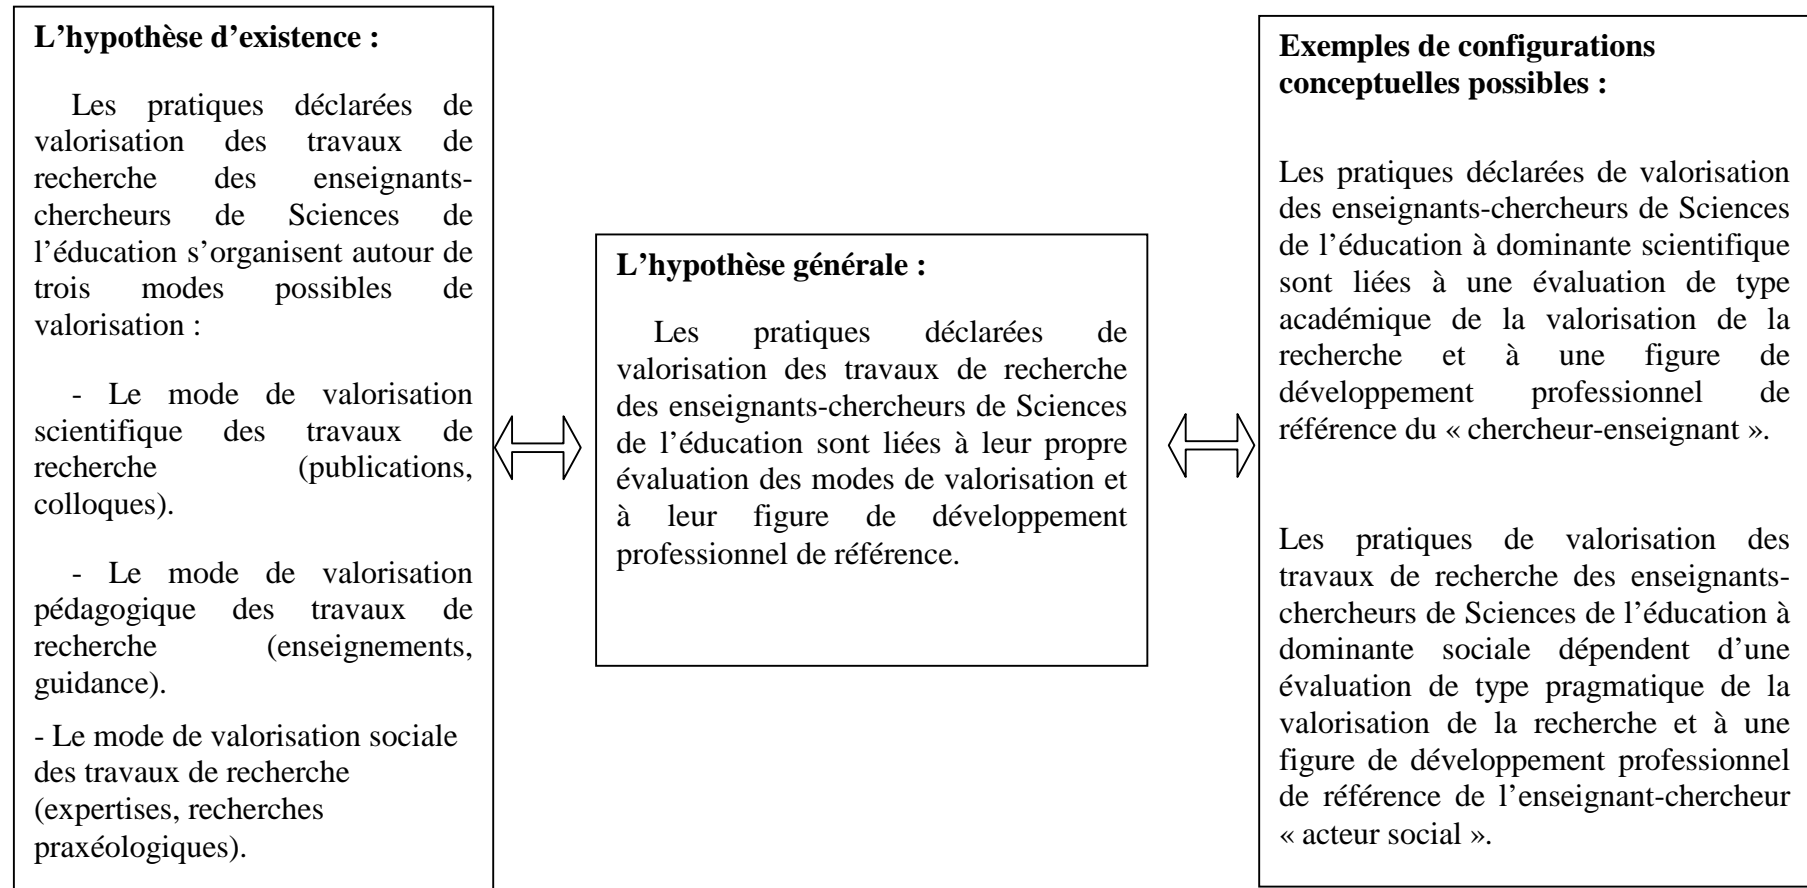 L’hypothèse d’existence :
Les pratiques déclarées de
valorisation des travaux de
recherche des enseignants-
chercheurs de Sciences de
l’éducation s’organisent autour de
trois modes possibles de
valorisation :
- Le mode de valorisation
scientifique des travaux de
recherche (publications,
colloques).
- Le mode de valorisation
pédagogique des travaux de
recherche (enseignements,
guidance).
- Le mode de valorisation sociale
des travaux de recherche
(expertises, recherches
praxéologiques).
L’hypothèse générale :
Les pratiques déclarées de
valorisation des travaux de recherche
des enseignants-chercheurs de Sciences
de l’éducation sont liées à leur propre
évaluation des modes de valorisation et
à leur figure de développement
professionnel de référence.
Exemples de configurations
conceptuelles possibles :
Les pratiques déclarées de valorisation
des enseignants-chercheurs de Sciences
de l’éducation à dominante scientifique
sont liées à une évaluation de type
académique de la valorisation de la
recherche et à une figure de
développement professionnel de
référence du « chercheur-enseignant ».
Les pratiques de valorisation des
travaux de recherche des enseignants-
chercheurs de Sciences de l’éducation à
dominante sociale dépendent d’une
évaluation de type pragmatique de la
valorisation de la recherche et à une
figure de développement professionnel
de référence de l’enseignant-chercheur
« acteur social ».